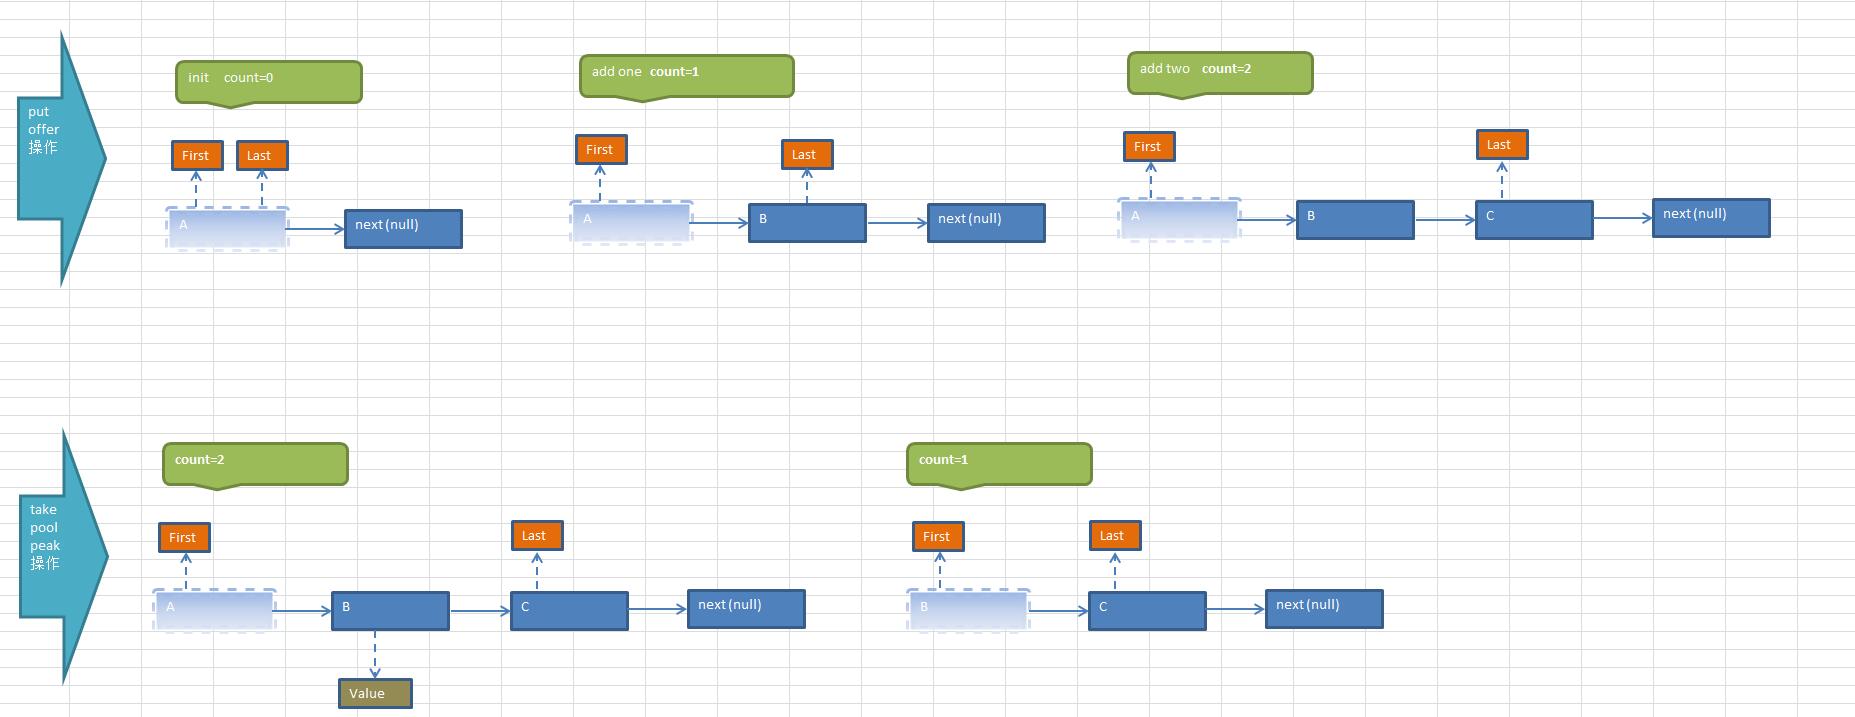 put
offer
操作
init count=0
First
Last
A
next(null)
add one count=1
First
Last
A
B
next(null)
add two count=2
First
Last
A
B
C
next(null)
take
pool
peak
操作
count=2
First
Last
A
B
C
next(null)
Value
count=1
First
Last
B
C
next(null)